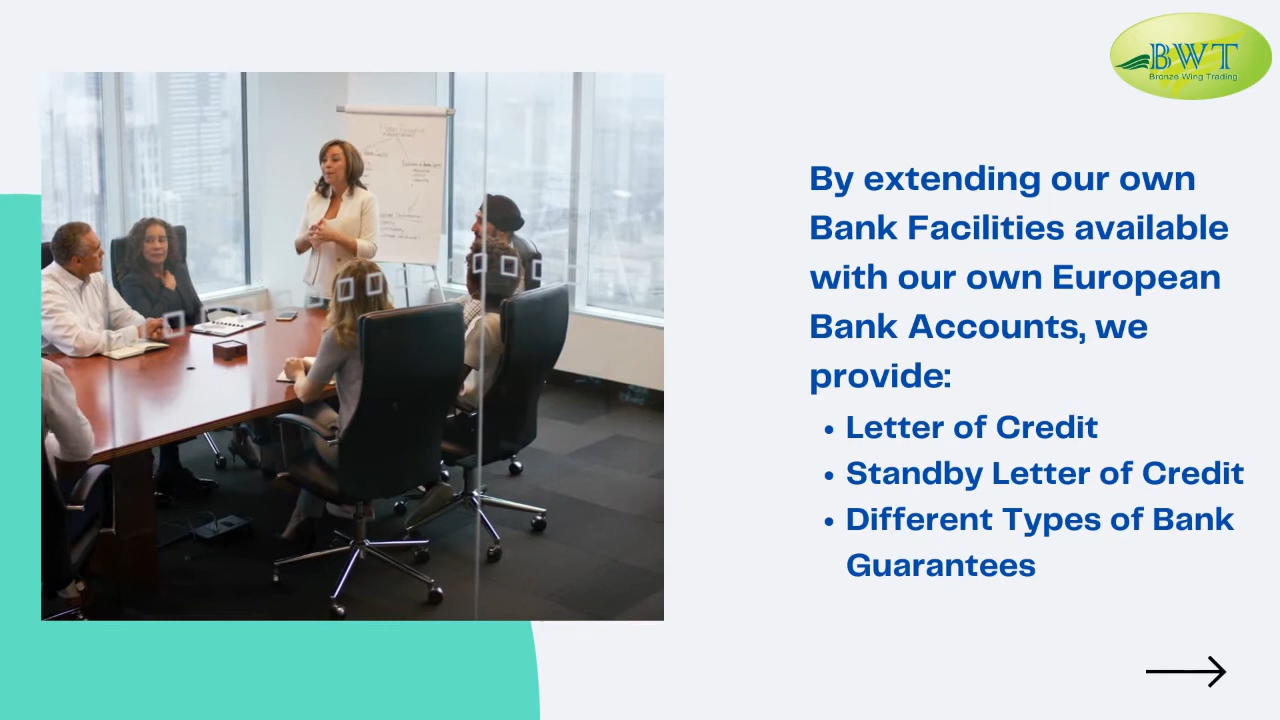 BWT
Bronze Wing Trading
By extending our own
Bank Facilities available
with our own European
Bank Accounts, we
provide:
• Letter of Credit
• Standby Letter of Credit
• Different Types of Bank
Guarantees